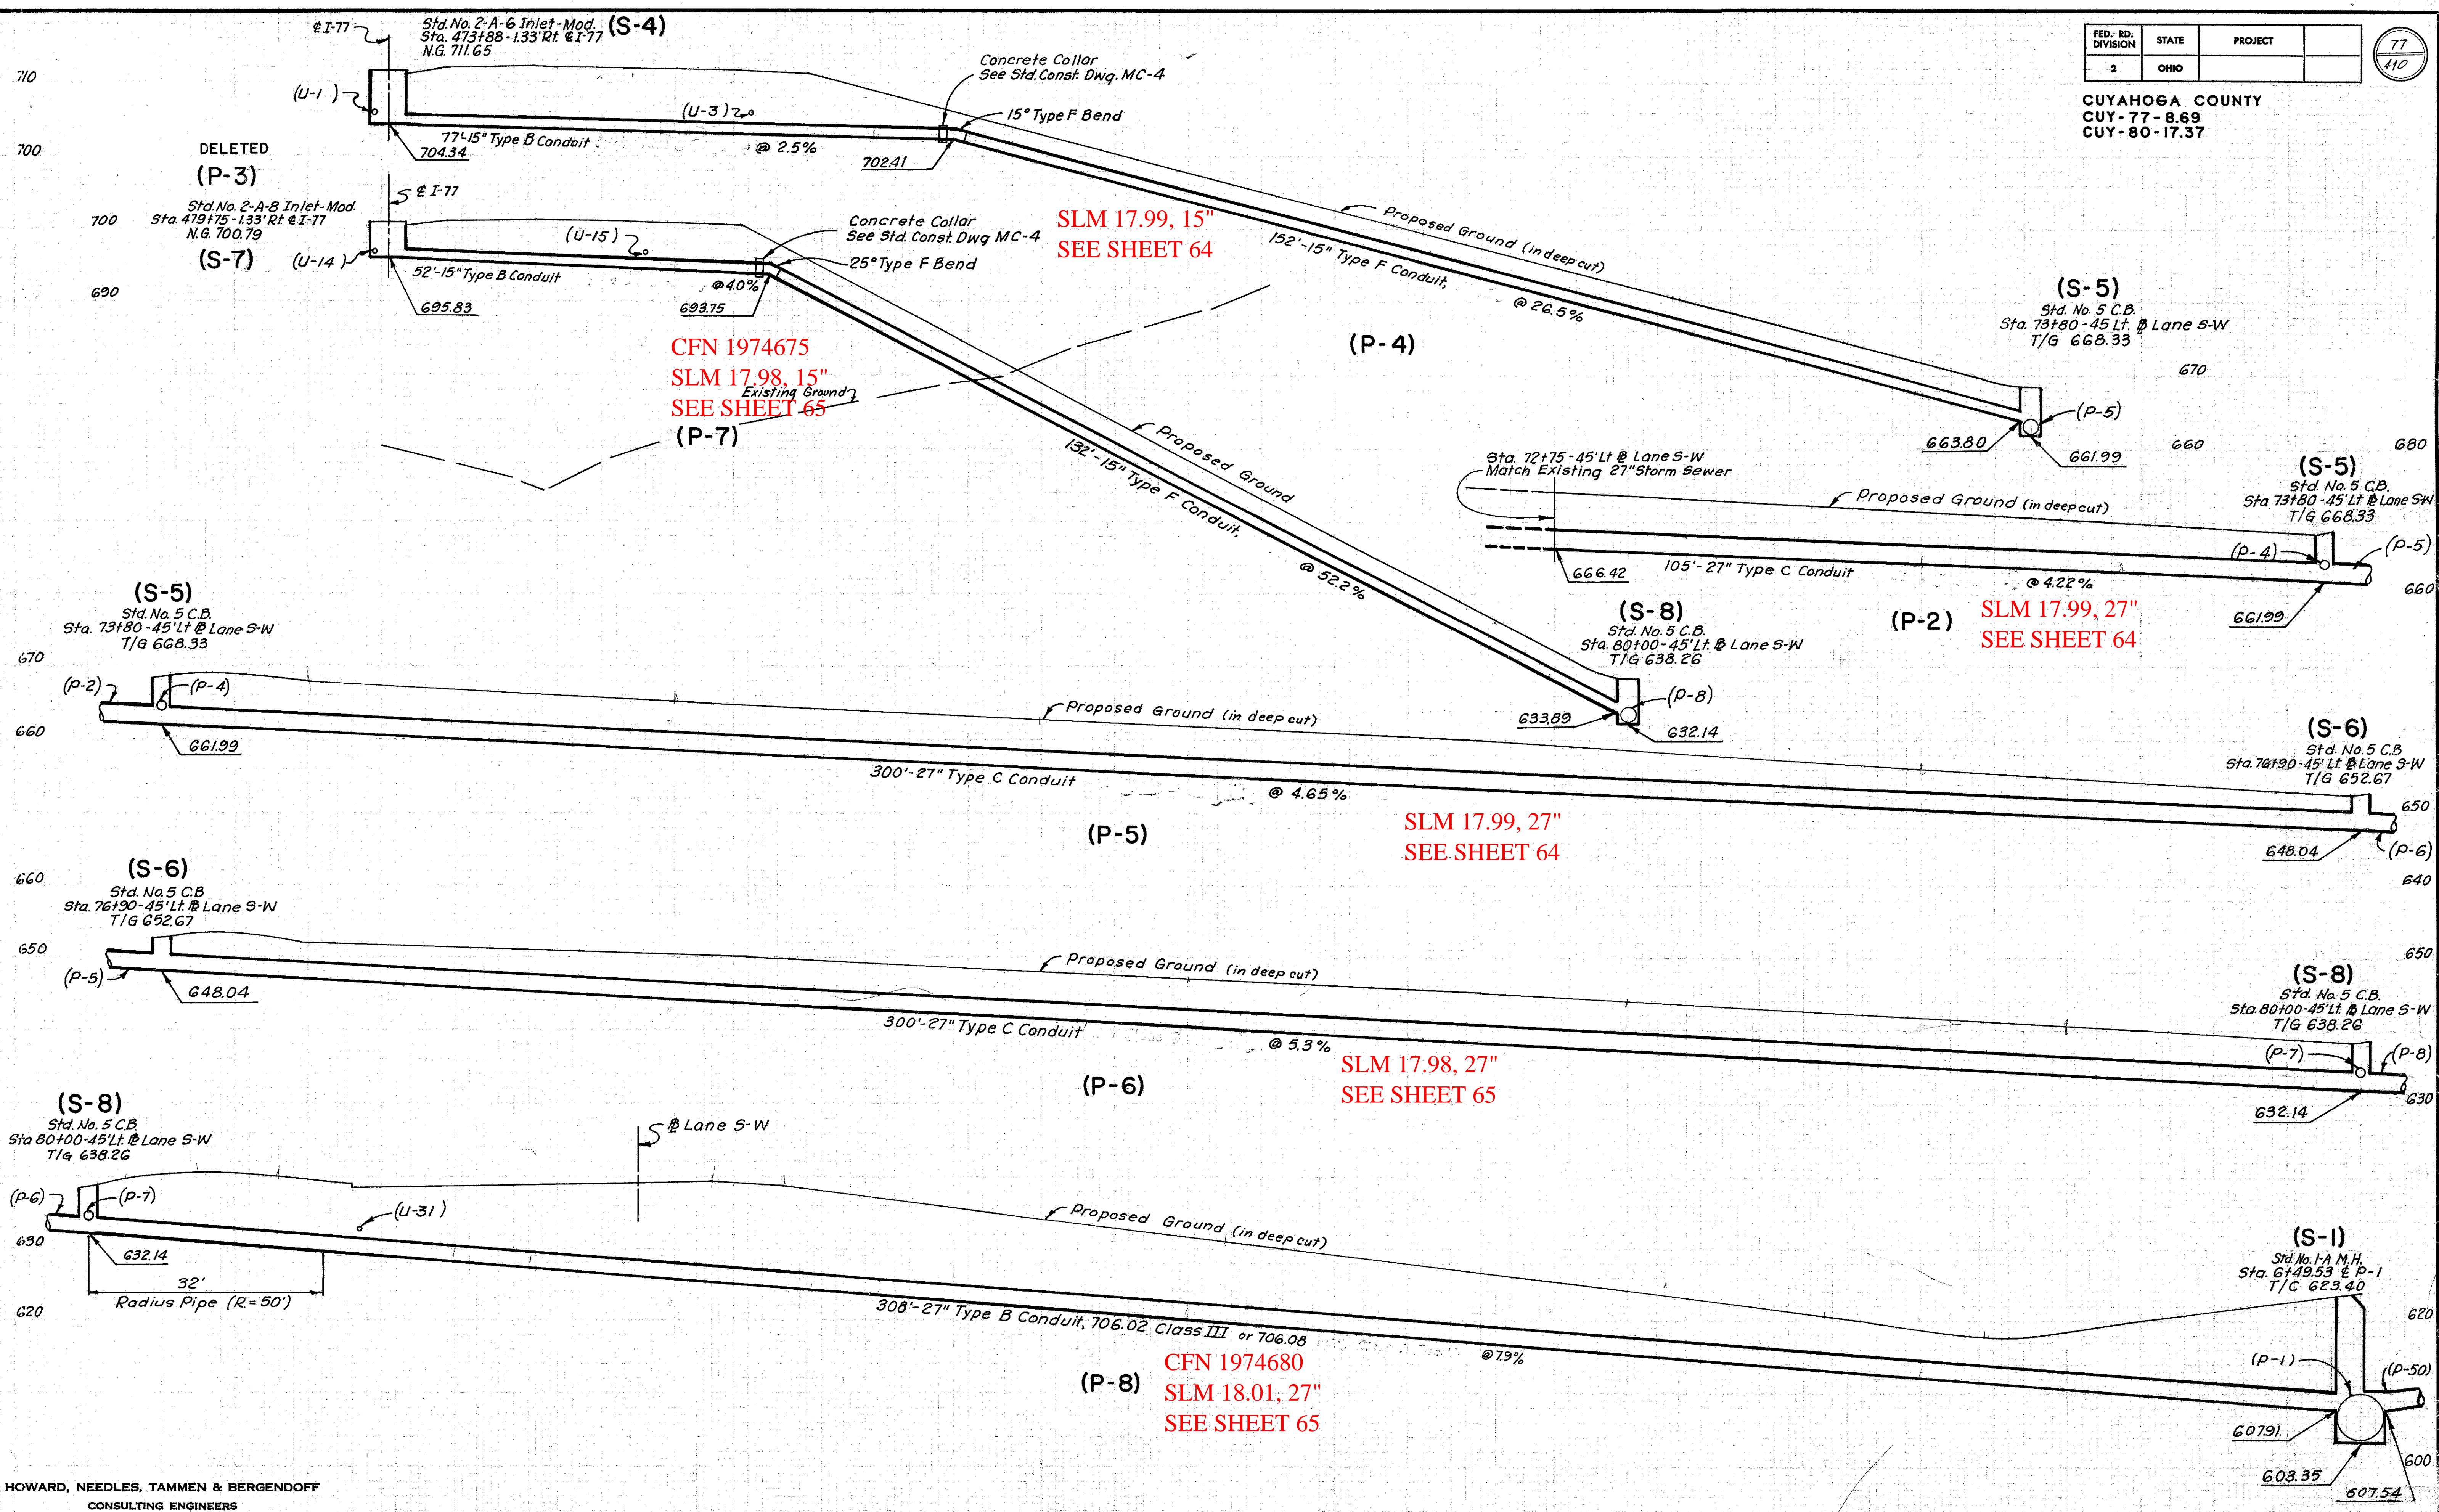 FED. RD. DIVISION STATE PROJECT
2 OHIO
77
410
CUYAHOGA COUNTY
CUY-77-8.69
CUY-80-17.37
℄ I-77
Std. No. 2-A-6 Inlet-Mod. (S-4)
Sta. 473+88-1.33' Rt. ℄ I-77
N.G. 711.65
710
(U-1)
(U-3)
Concrete Collar
See Std. Const. Dwg. MC-4
15° Type F Bend
700
77'-15" Type B Conduit
@ 2.5%
704.34
702.41
DELETED
(P-3)
℄ I-77
Std. No. 2-A-8 Inlet-Mod.
Sta. 479+75-1.33' Rt. ℄ I-77
N.G. 700.79
(S-7)
700
(U-14)
(U-15)
Concrete Collar
See Std. Const. Dwg MC-4
25° Type F Bend
690
52'-15" Type B Conduit
@ 4.0%
695.83
693.75
SLM 17.99, 15"
SEE SHEET 64
Proposed Ground (in deep cut)
152'-15" Type F Conduit,
@ 26.5%
(P-4)
(S-5)
Std. No. 5 C.B.
Sta. 73+80-45 Lt. ⅊ Lane S-W
T/G 668.33
670
(P-5)
663.80
661.99
660
CFN 1974675
SLM 17.98, 15"
Existing Ground
SEE SHEET 65
(P-7)
Proposed Ground
132'-15" Type F Conduit,
@ 52.2%
(S-8)
Std. No. 5 C.B.
Sta. 80+00-45' Lt. ⅊ Lane S-W
T/G 638.26
(P-8)
633.89
632.14
Sta. 72+75-45' Lt ⅊ Lane S-W
Match Existing 27" Storm Sewer
Proposed Ground (in deep cut)
680
(S-5)
Std. No. 5 C.B.
Sta 73+80-45' Lt ⅊ Lane S-W
T/G 668.33
(P-4)
(P-5)
666.42
105'-27" Type C Conduit
@ 4.22%
660
661.99
(P-2)
SLM 17.99, 27"
SEE SHEET 64
(S-5)
Std. No. 5 C.B.
Sta. 73+80-45' Lt ⅊ Lane S-W
T/G 668.33
670
(P-2)
(P-4)
Proposed Ground (in deep cut)
660
661.99
300'-27" Type C Conduit
@ 4.65%
(P-5)
SLM 17.99, 27"
SEE SHEET 64
(S-6)
Std. No. 5 C.B
Sta. 76+90-45' Lt. ⅊ Lane S-W
T/G 652.67
650
648.04
(P-6)
640
(S-6)
660
Std. No. 5 C.B
Sta. 76+90-45' Lt. ⅊ Lane S-W
T/G 652.67
650
(P-5)
648.04
Proposed Ground (in deep cut)
300'-27" Type C Conduit
@ 5.3%
(P-6)
SLM 17.98, 27"
SEE SHEET 65
650
(S-8)
Std. No. 5 C.B.
Sta. 80+00-45' Lt. ⅊ Lane S-W
T/G 638.26
(P-7)
(P-8)
630
632.14
(S-8)
Std. No. 5 C.B.
Sta 80+00-45' Lt. ⅊ Lane S-W
T/G 638.26
⅊ Lane S-W
(P-6)
(P-7)
(U-31)
630
632.14
32'
Radius Pipe (R=50')
620
Proposed Ground (in deep cut)
308'-27" Type B Conduit, 706.02 Class III or 706.08
@ 7.9%
(P-8)
CFN 1974680
SLM 18.01, 27"
SEE SHEET 65
(S-1)
Std. No. 1-A M.H.
Sta. 6+49.53 ℄ P-1
T/C 623.40
620
(P-1)
(P-50)
607.91
600
603.35
607.54
HOWARD, NEEDLES, TAMMEN & BERGENDOFF
CONSULTING ENGINEERS